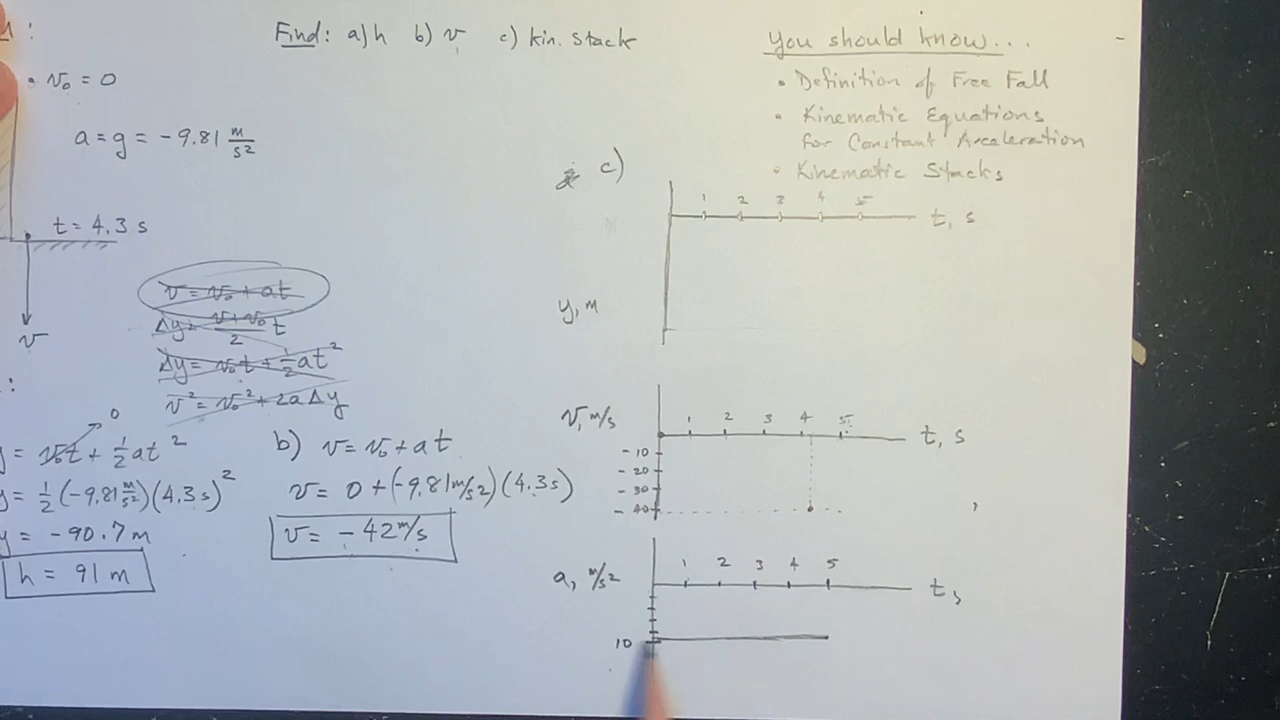 Find: a) h b) v c) kin. stack
v₀ = 0
a = g = -9.81 m/s²
t = 4.3 s
v
v = v₀ + at
Δy = (v + v₀)/2 t
Δy = v₀t + ½at²
v² = v₀² + 2aΔy
0
= v₀t + ½at²
= ½(-9.81 m/s²)(4.3 s)²
= -90.7 m
h = 91 m
b) v = v₀ + at
v = 0 + (-9.81 m/s²)(4.3 s)
v = -42 m/s
You should know...
• Definition of Free Fall
• Kinematic Equations
for Constant Acceleration
• Kinematic Stacks
c)
1 2 3 4 5
t, s
y, m
v, m/s
1 2 3 4 5
t, s
-10
-20
-30
-40
a, m/s²
1 2 3 4 5
t,
10